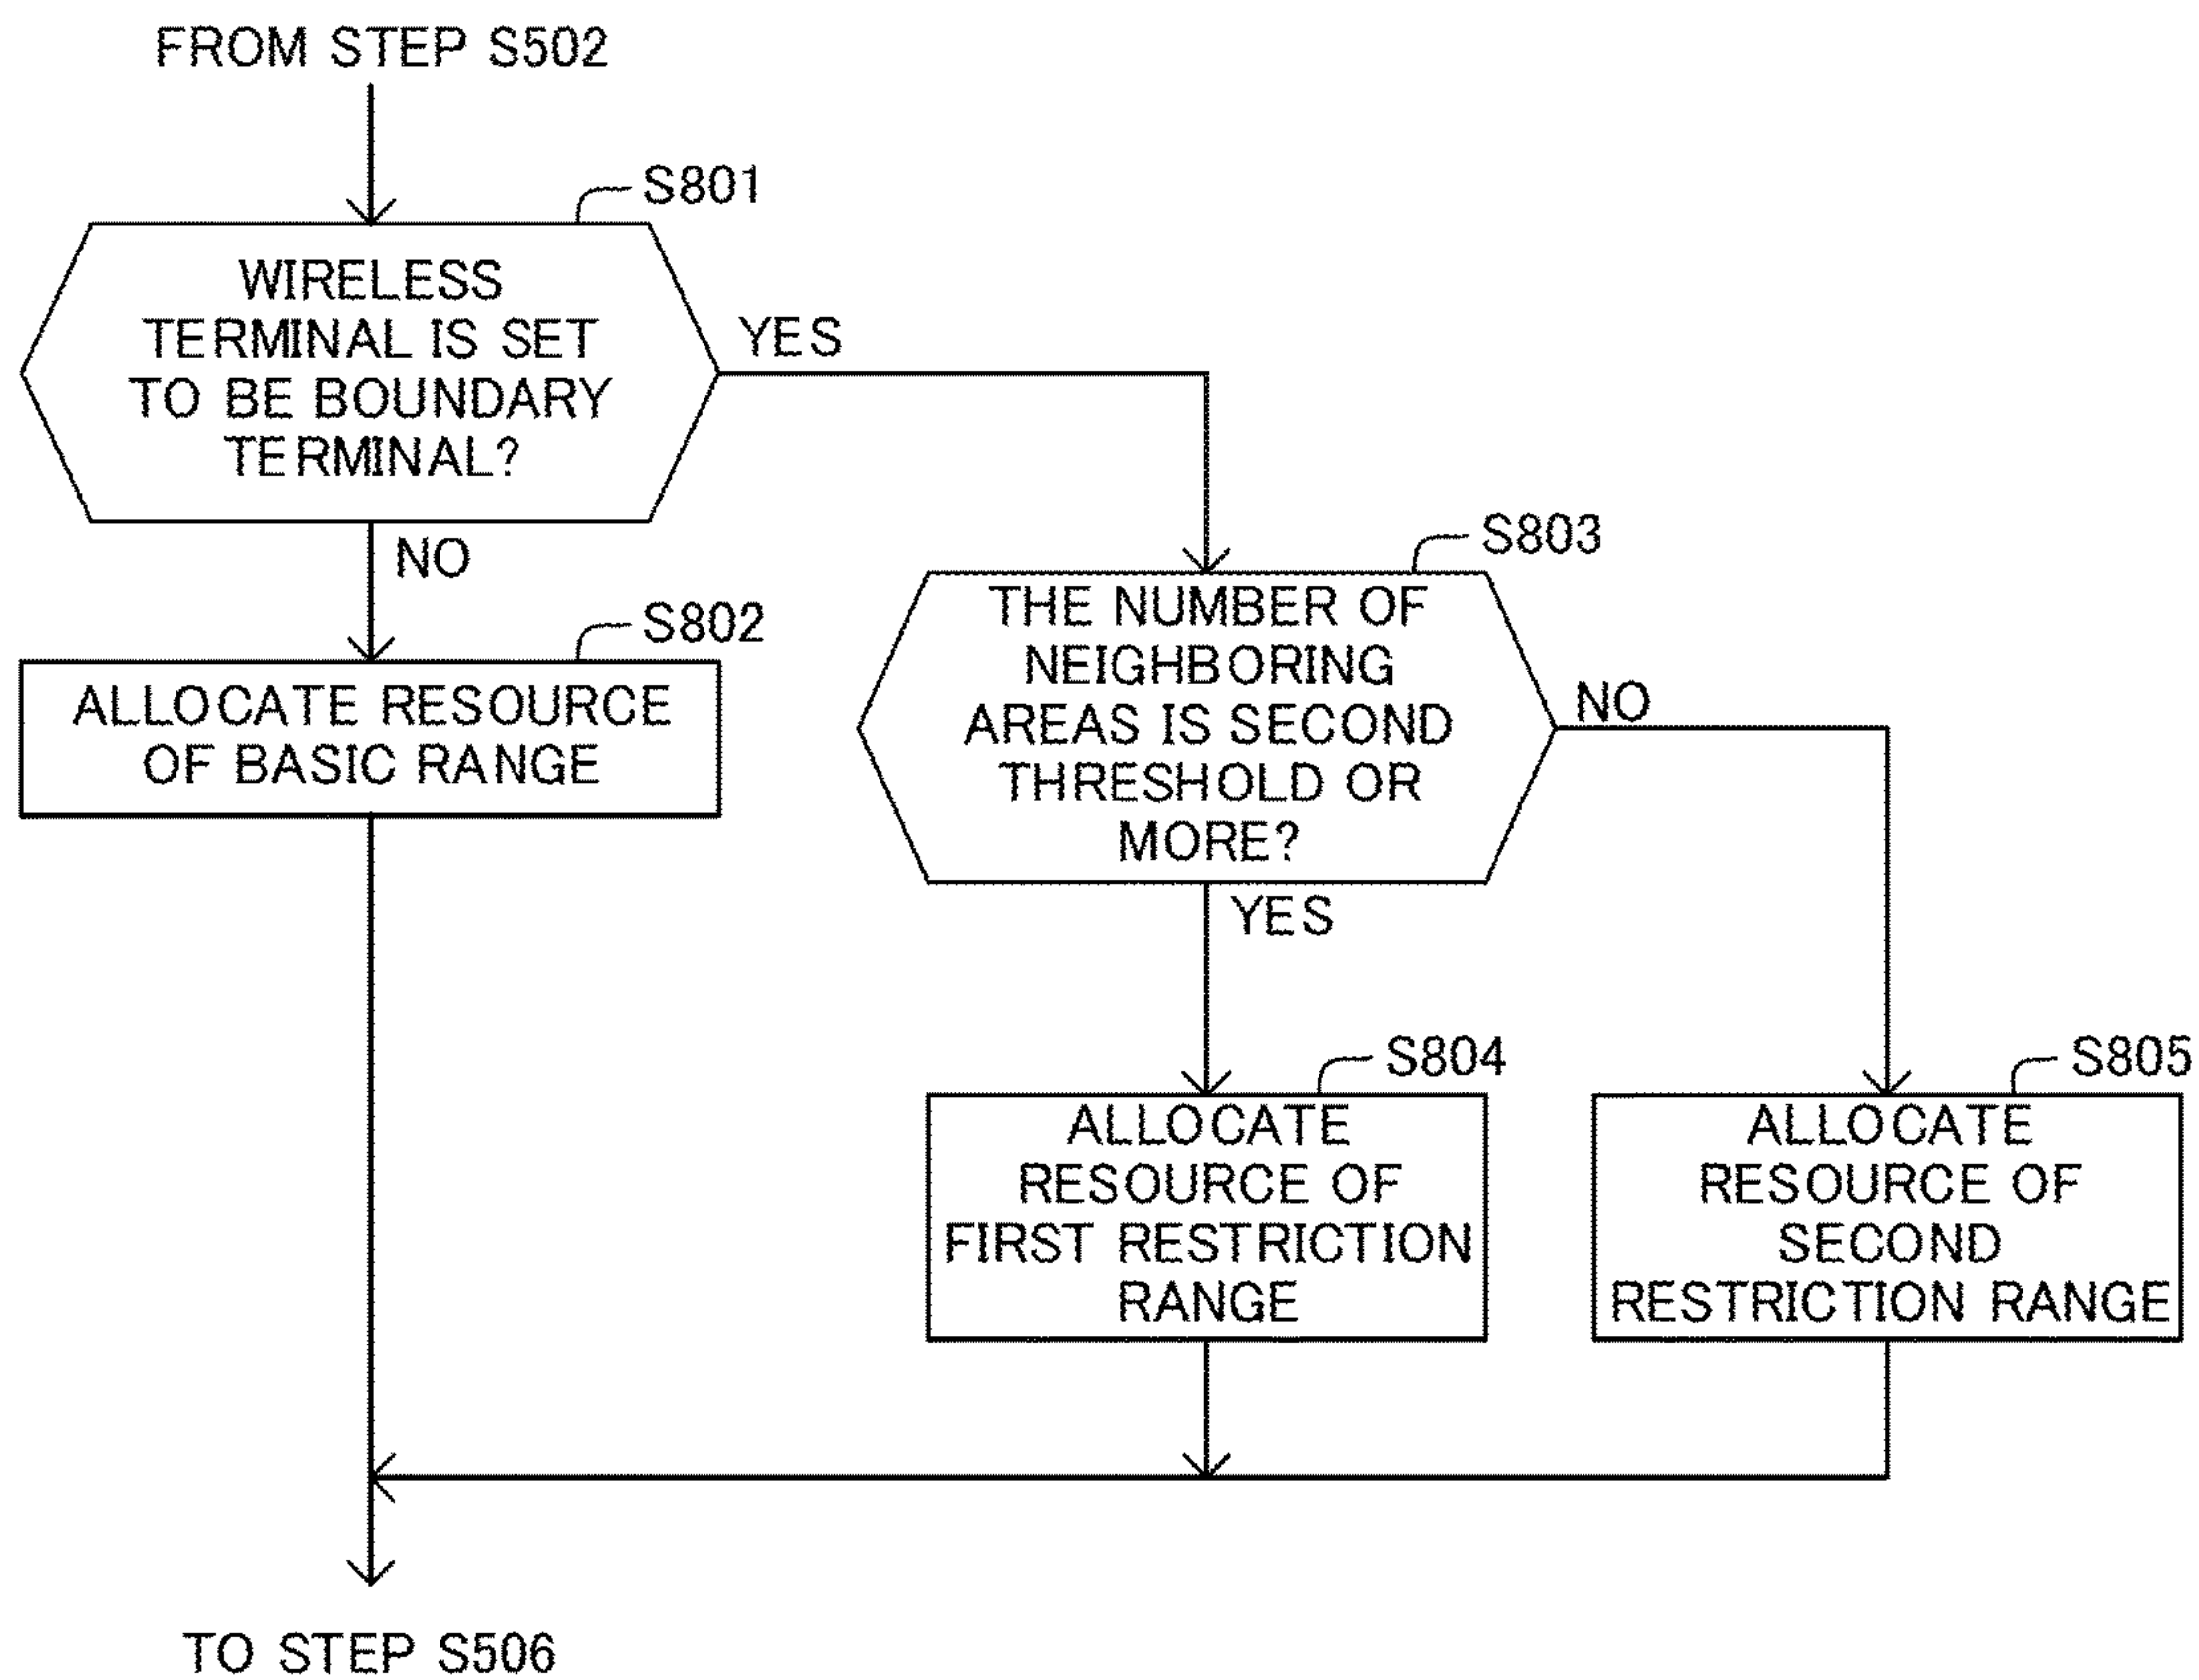 FROM STEP S502
S801
WIRELESS
TERMINAL IS SET
TO BE BOUNDARY
TERMINAL?
YES
NO
S802
ALLOCATE RESOURCE
OF BASIC RANGE
S803
THE NUMBER OF
NEIGHBORING
AREAS IS SECOND
THRESHOLD OR
MORE?
NO
YES
S804
ALLOCATE
RESOURCE OF
FIRST RESTRICTION
RANGE
S805
ALLOCATE
RESOURCE OF
SECOND
RESTRICTION RANGE
TO STEP S506